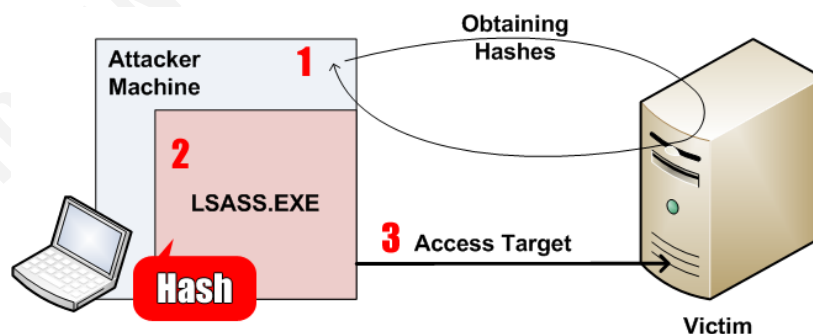 Obtaining
Hashes
Attacker
Machine
1
2
LSASS.EXE
3 Access Target
Hash
Victim